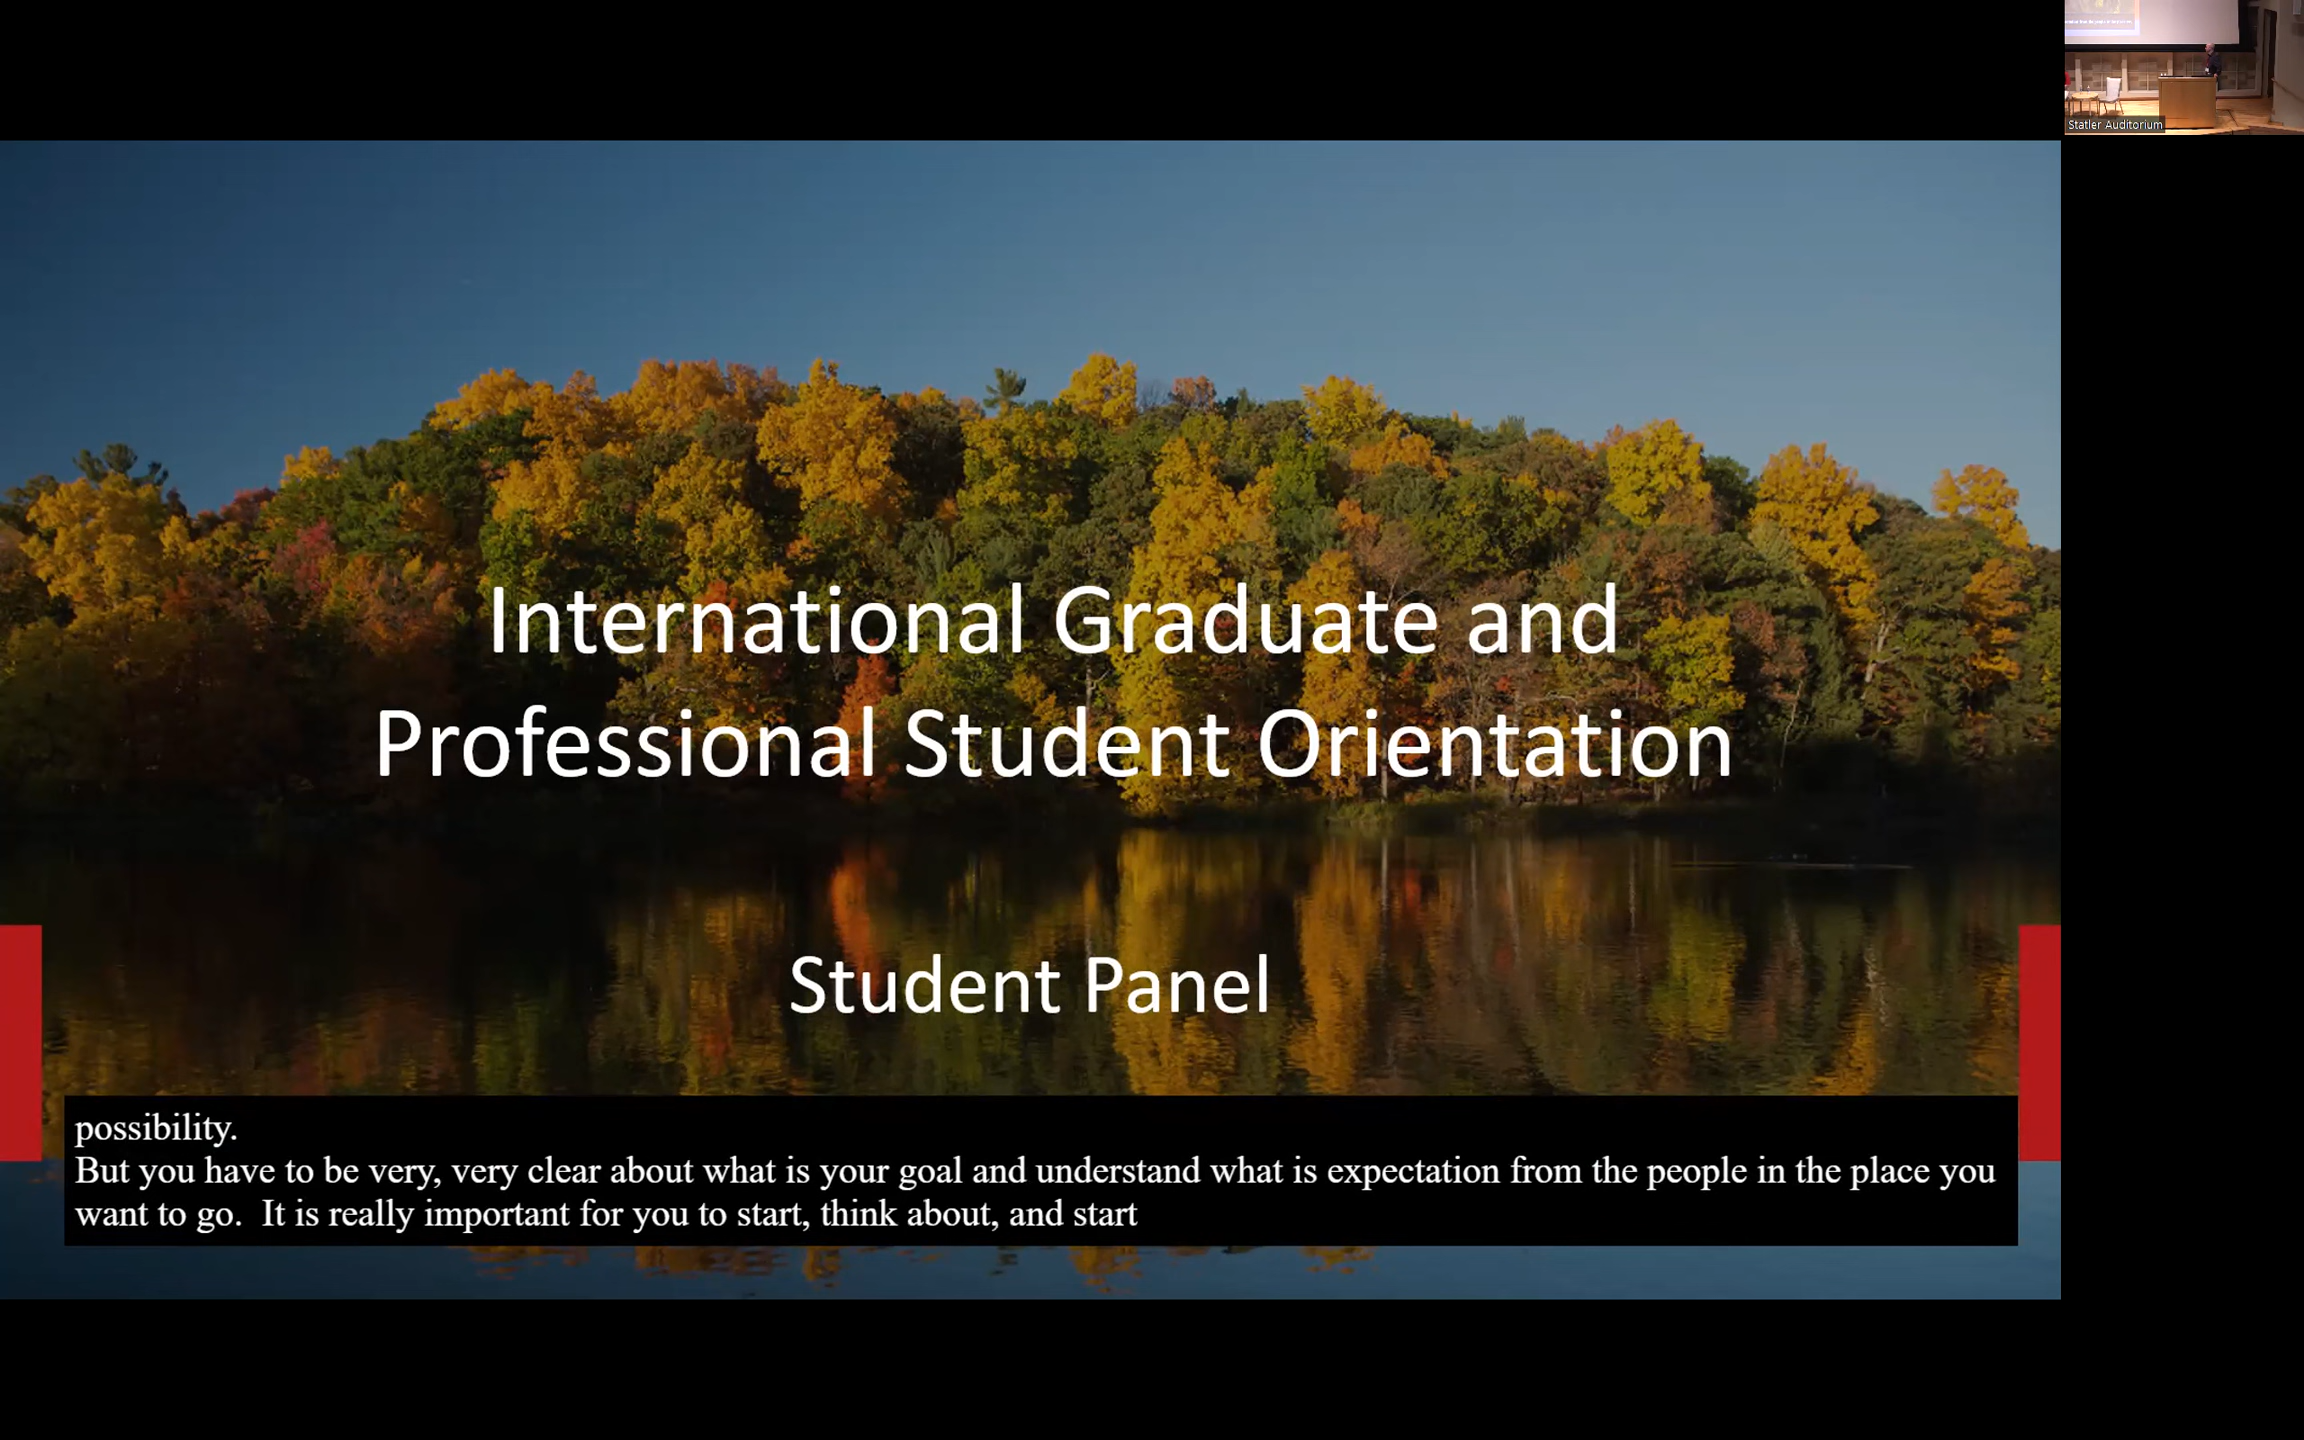 Statler Auditorium
International Graduate and
Professional Student Orientation
Student Panel
possibility.
But you have to be very, very clear about what is your goal and understand what is expectation from the people in the place you
want to go.  It is really important for you to start, think about, and start